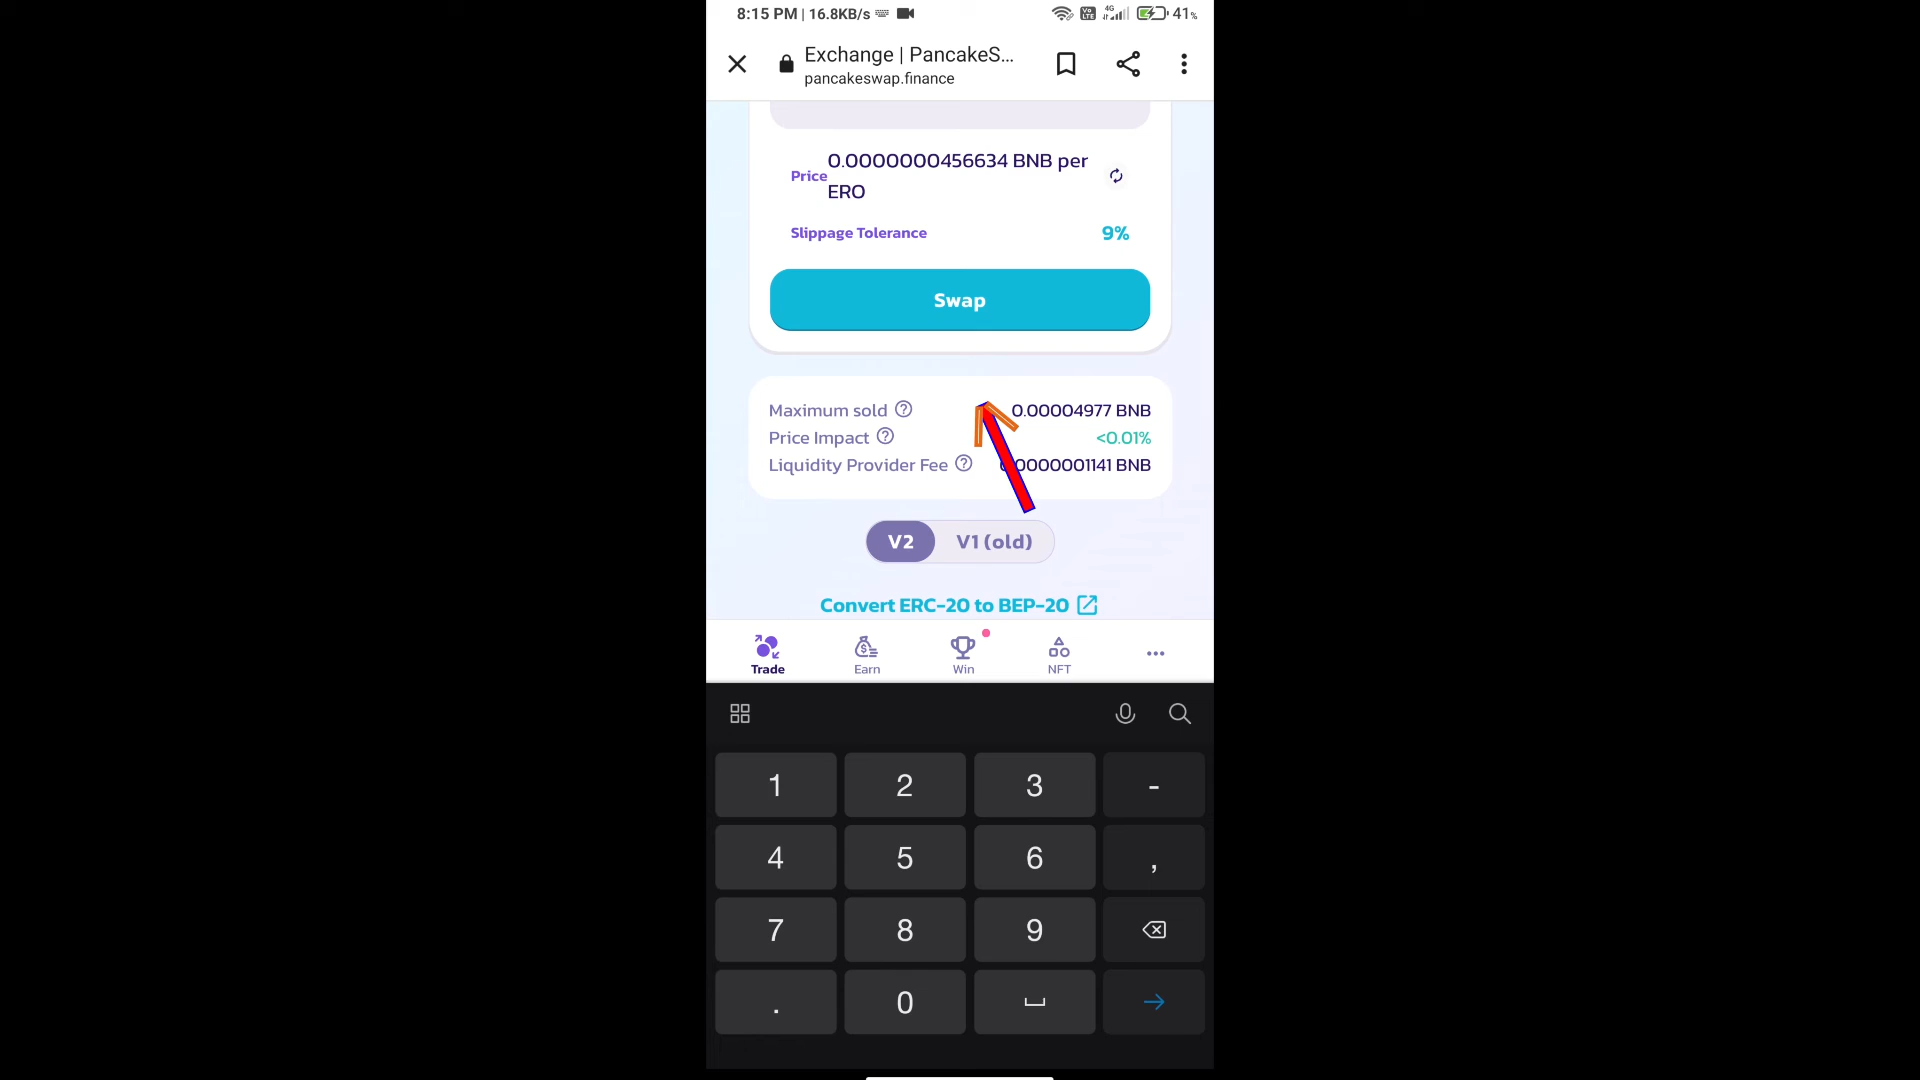 8:15 PM | 16.8KB/s
Vo LTE
4G
41%
Exchange | PancakeS...
pancakeswap.finance
0.0000000456634 BNB per
Price
ERO
Slippage Tolerance 9%
Swap
Maximum sold ? 0.00004977 BNB
Price Impact ? <0.01%
Liquidity Provider Fee ? 0.0000001141 BNB
V2 V1 (old)
Convert ERC-20 to BEP-20
Trade Earn Win NFT
1 2 3 -
4 5 6 ,
7 8 9
. 0